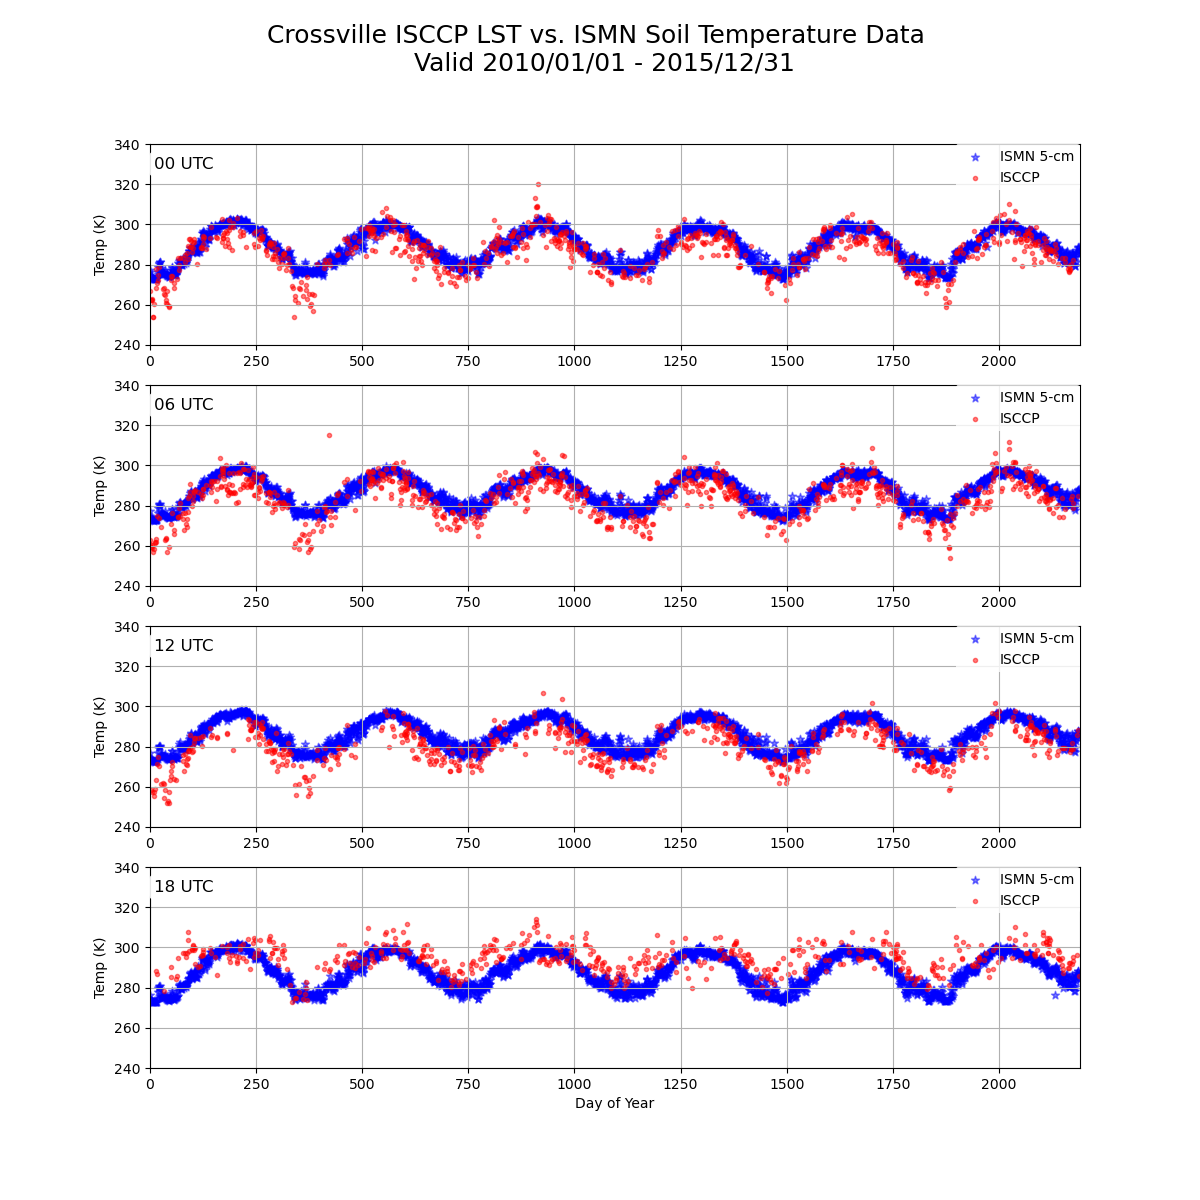 Crossville ISCCP LST vs. ISMN Soil Temperature Data
Valid 2010/01/01 - 2015/12/31
340
320
300
280
260
240
Temp (K)
00 UTC
ISMN 5-cm
ISCCP
0 250 500 750 1000 1250 1500 1750 2000
340
320
300
280
260
240
Temp (K)
06 UTC
ISMN 5-cm
ISCCP
0 250 500 750 1000 1250 1500 1750 2000
340
320
300
280
260
240
Temp (K)
12 UTC
ISMN 5-cm
ISCCP
0 250 500 750 1000 1250 1500 1750 2000
340
320
300
280
260
240
Temp (K)
18 UTC
ISMN 5-cm
ISCCP
0 250 500 750 1000 1250 1500 1750 2000
Day of Year